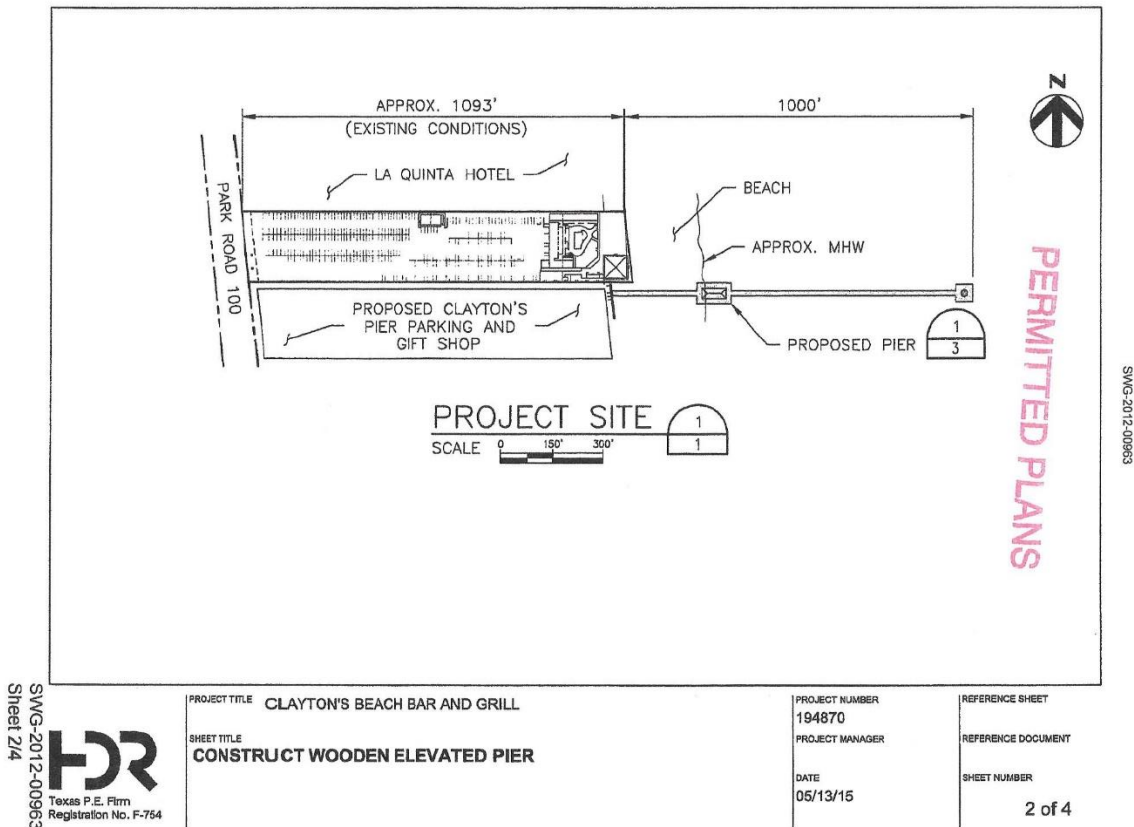 APPROX. 1093'
(EXISTING CONDITIONS)
1000'
N
LA QUINTA HOTEL
BEACH
APPROX. MHW
PARK ROAD 100
PROPOSED CLAYTON'S
PIER PARKING AND
GIFT SHOP
PROPOSED PIER
1
3
PERMITTED PLANS
SWG-2012-00963
PROJECT SITE
1
1
SCALE
0 150' 300'
SWG-2012-00963
Sheet 2/4
HDR
Texas P.E. Firm
Registration No. F-754
PROJECT TITLE CLAYTON'S BEACH BAR AND GRILL
SHEET TITLE
CONSTRUCT WOODEN ELEVATED PIER
PROJECT NUMBER
194870
PROJECT MANAGER
DATE
05/13/15
REFERENCE SHEET
REFERENCE DOCUMENT
SHEET NUMBER
2 of 4